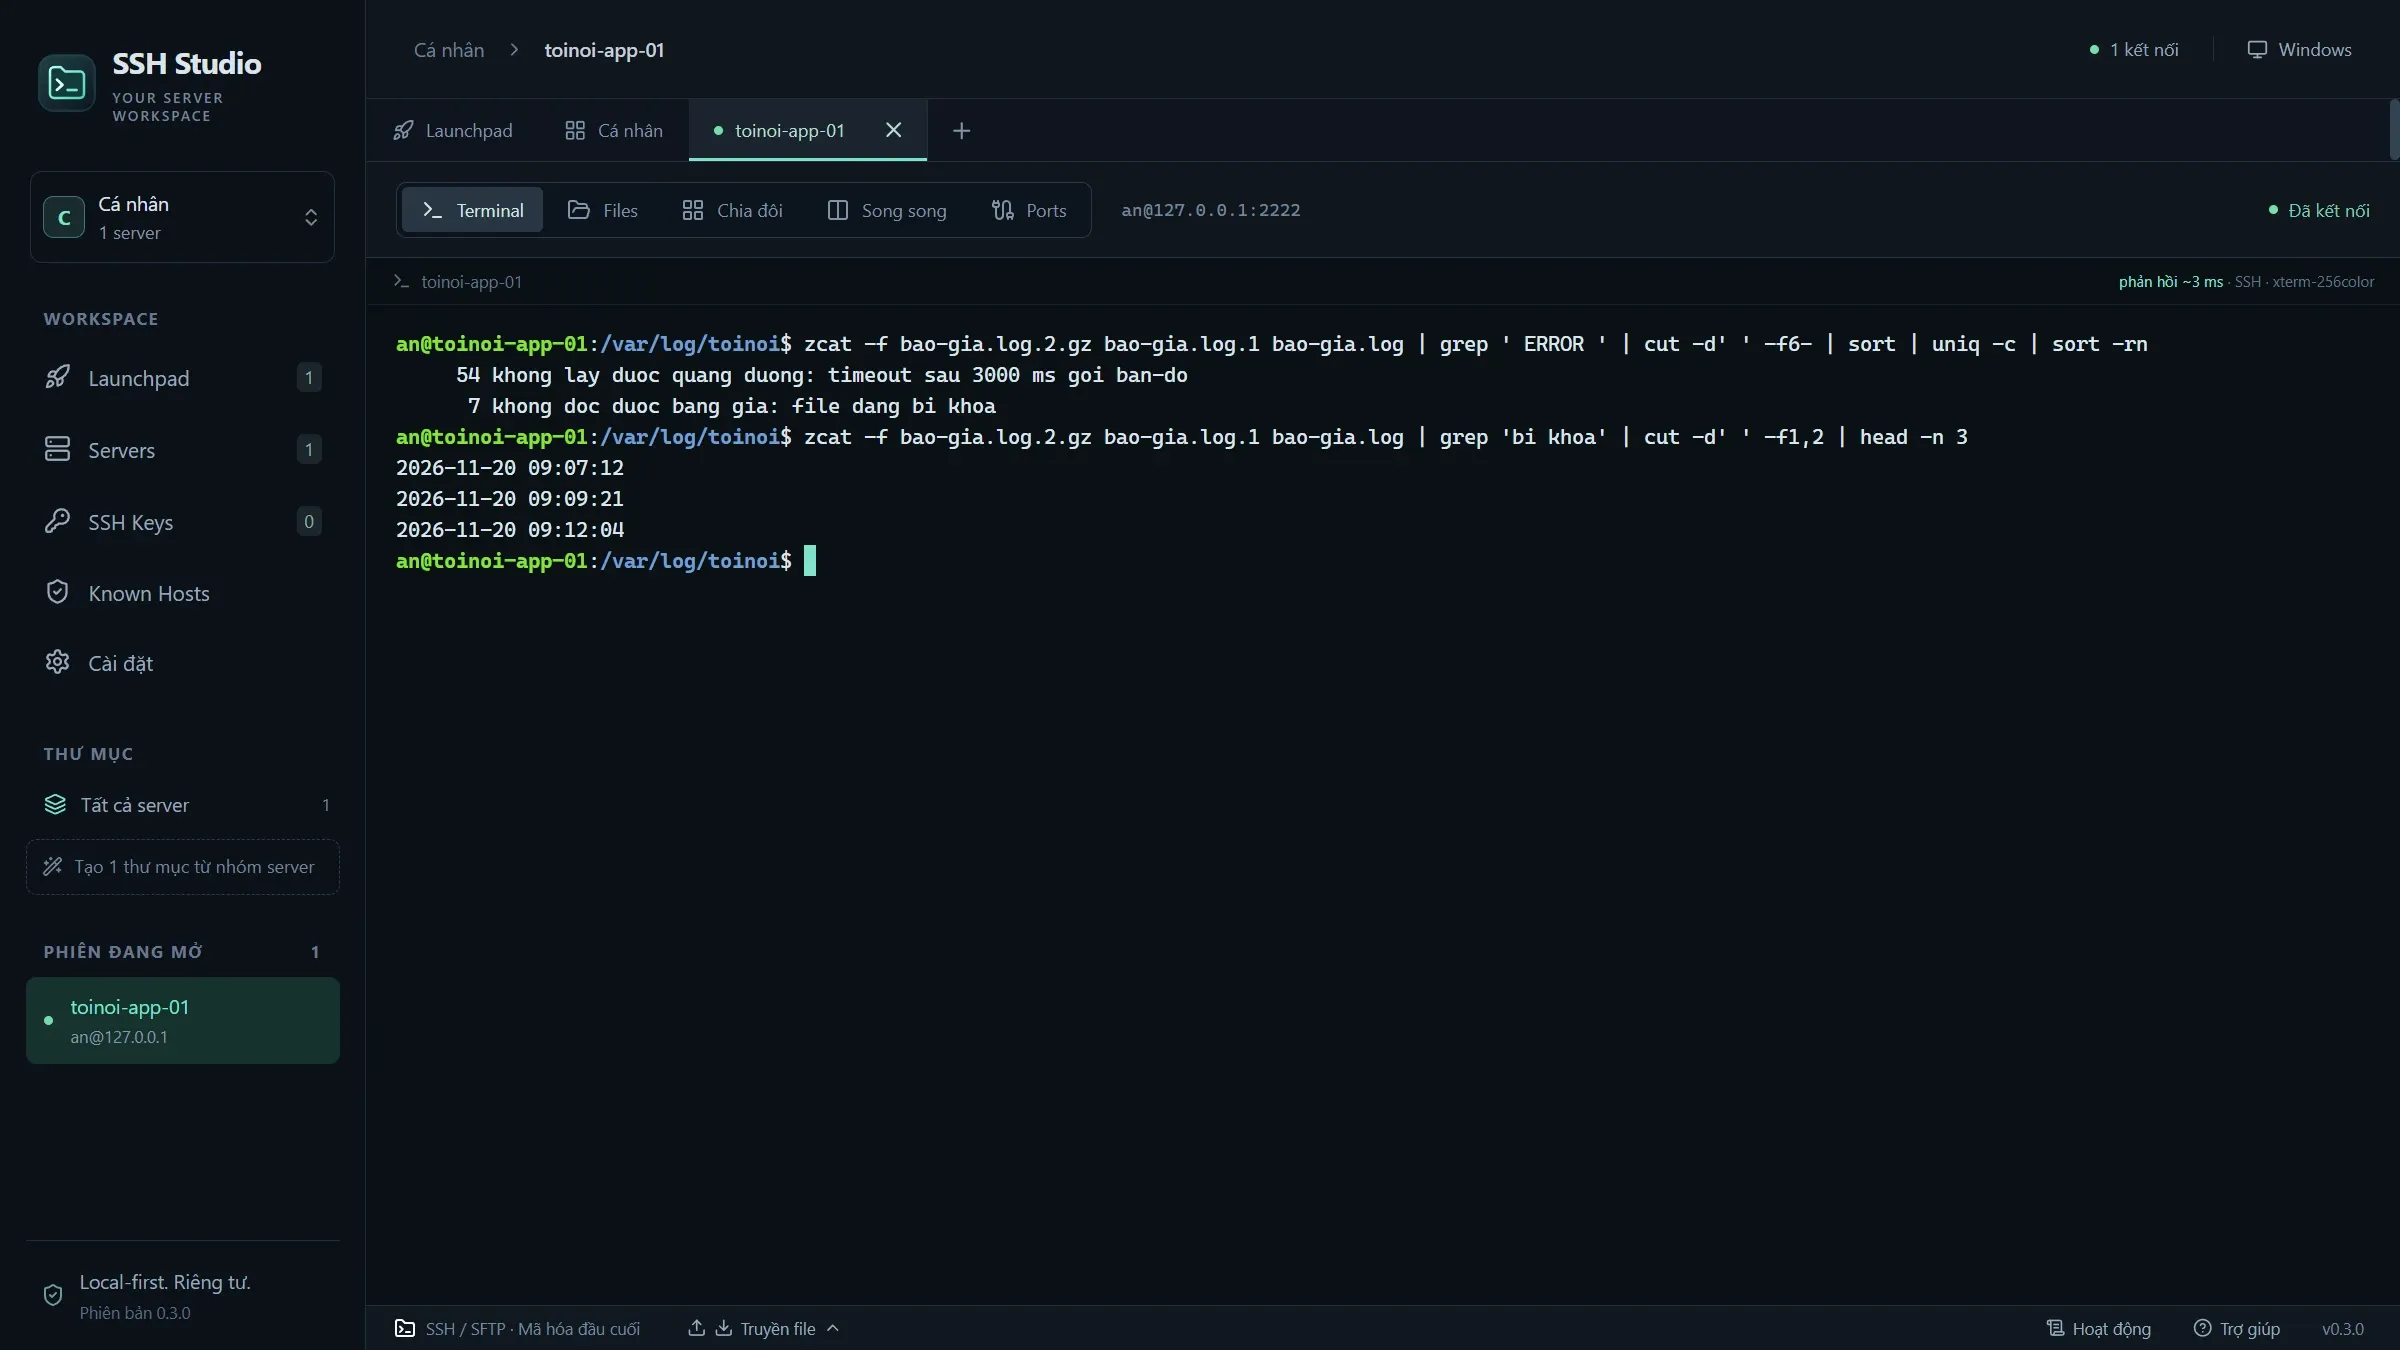 SSH Studio
YOUR SERVER
WORKSPACE
C
Cá nhân
1 server
WORKSPACE
Launchpad 1
Servers 1
SSH Keys 0
Known Hosts
Cài đặt
THƯ MỤC
Tất cả server 1
Tạo 1 thư mục từ nhóm server
PHIÊN ĐANG MỞ 1
toinoi-app-01
an@127.0.0.1
Local-first. Riêng tư.
Phiên bản 0.3.0
Cá nhân > toinoi-app-01
1 kết nối
Windows
Launchpad
Cá nhân
toinoi-app-01
Terminal
Files
Chia đôi
Song song
Ports
an@127.0.0.1:2222
Đã kết nối
toinoi-app-01
phản hồi ~3 ms · SSH · xterm-256color
an@toinoi-app-01:/var/log/toinoi$ zcat -f bao-gia.log.2.gz bao-gia.log.1 bao-gia.log | grep ' ERROR ' | cut -d' ' -f6- | sort | uniq -c | sort -rn
54 khong lay duoc quang duong: timeout sau 3000 ms goi ban-do
7 khong doc duoc bang gia: file dang bi khoa
an@toinoi-app-01:/var/log/toinoi$ zcat -f bao-gia.log.2.gz bao-gia.log.1 bao-gia.log | grep 'bi khoa' | cut -d' ' -f1,2 | head -n 3
2026-11-20 09:07:12
2026-11-20 09:09:21
2026-11-20 09:12:04
an@toinoi-app-01:/var/log/toinoi$
SSH / SFTP · Mã hóa đầu cuối
Truyền file
Hoạt động
Trợ giúp
v0.3.0